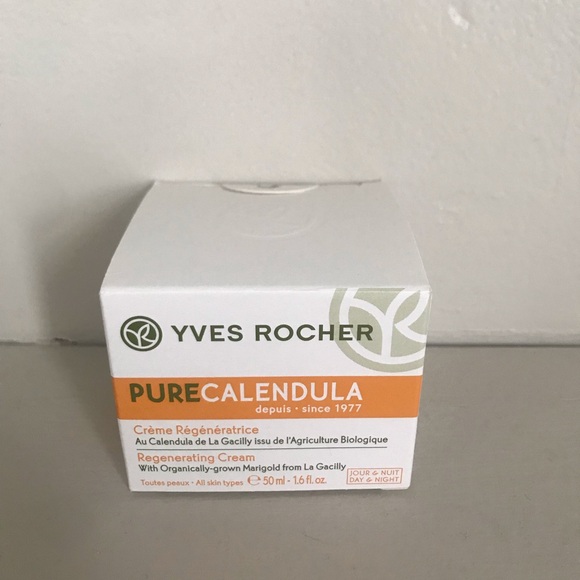 YVES ROCHER
PURECALENDULA
depuis · since 1977
Crème Régénératrice
Au Calendula de La Gacilly issu de l'Agriculture Biologique
Regenerating Cream
With Organically-grown Marigold from La Gacilly
JOUR & NUIT
DAY & NIGHT
Toutes peaux · All skin types ℮ 50 ml - 1.6 fl. oz.